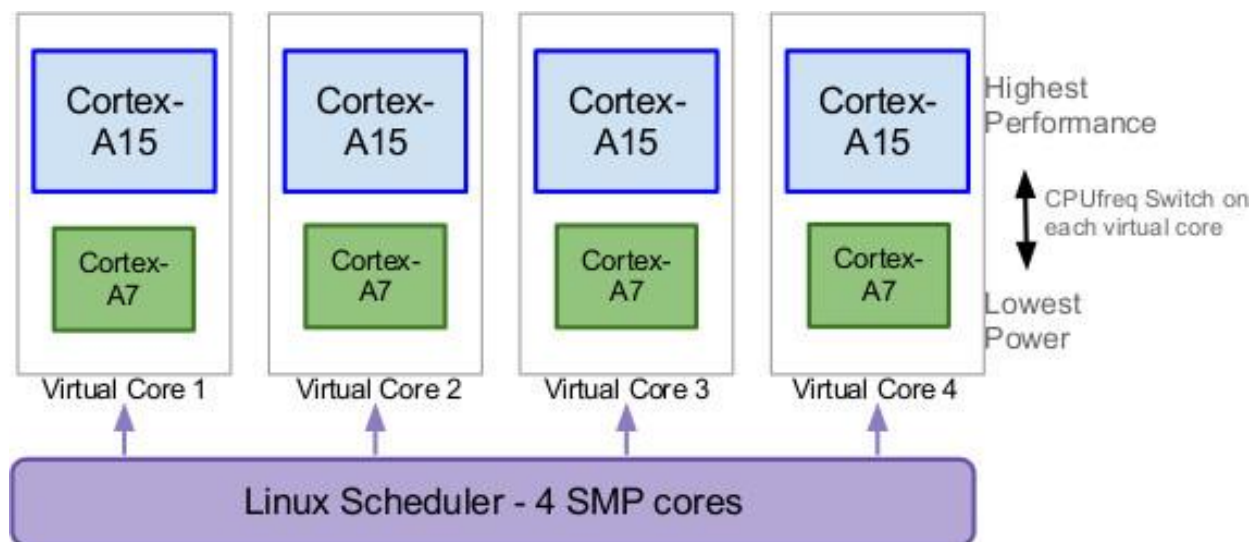 Cortex-
A15
Cortex-
A15
Cortex-
A15
Cortex-
A15
Highest
Performance
CPUfreq Switch on
each virtual core
Cortex-
A7
Cortex-
A7
Cortex-
A7
Cortex-
A7
Lowest
Power
Virtual Core 1
Virtual Core 2
Virtual Core 3
Virtual Core 4
Linux Scheduler - 4 SMP cores